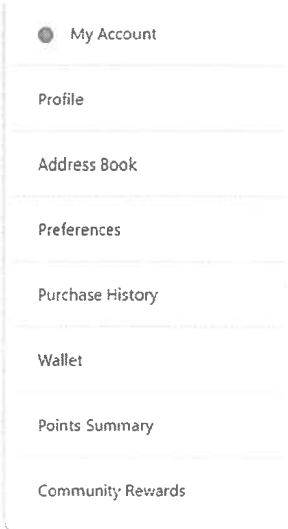 My Account
Profile
Address Book
Preferences
Purchase History
Wallet
Points Summary
Community Rewards